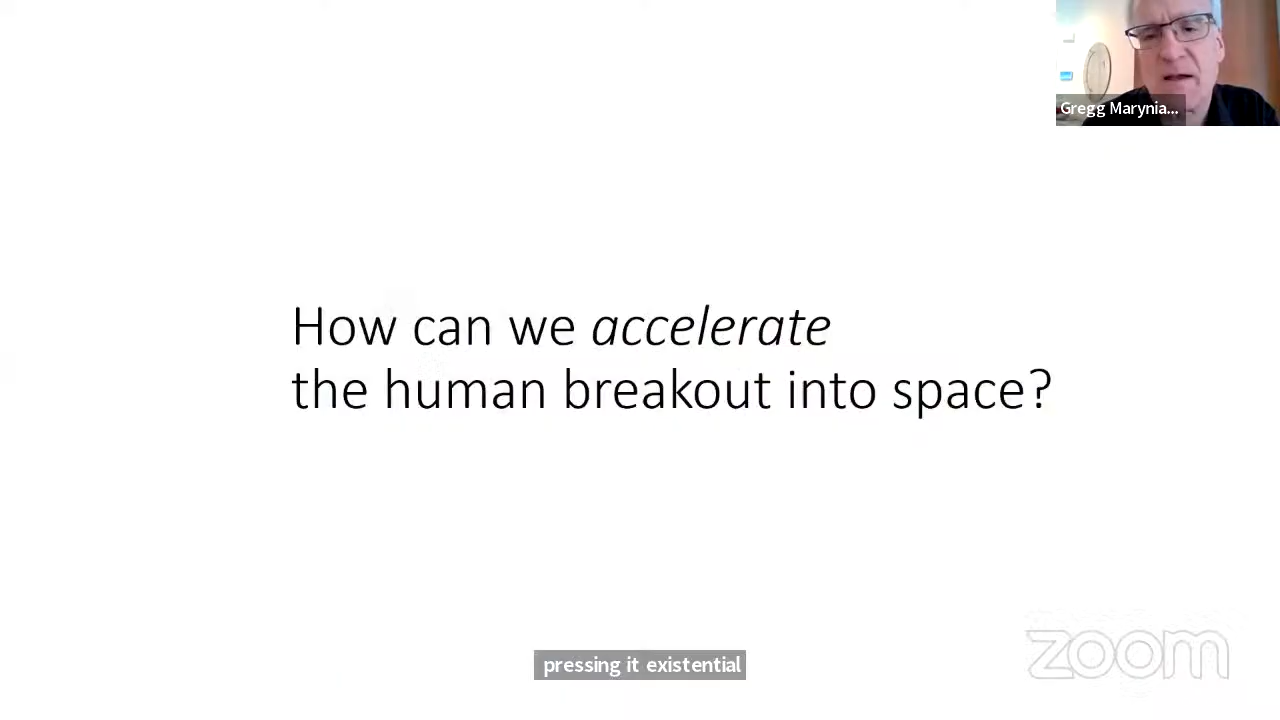 Gregg Marynia...
How can we accelerate
the human breakout into space?
pressing it existential
zoom